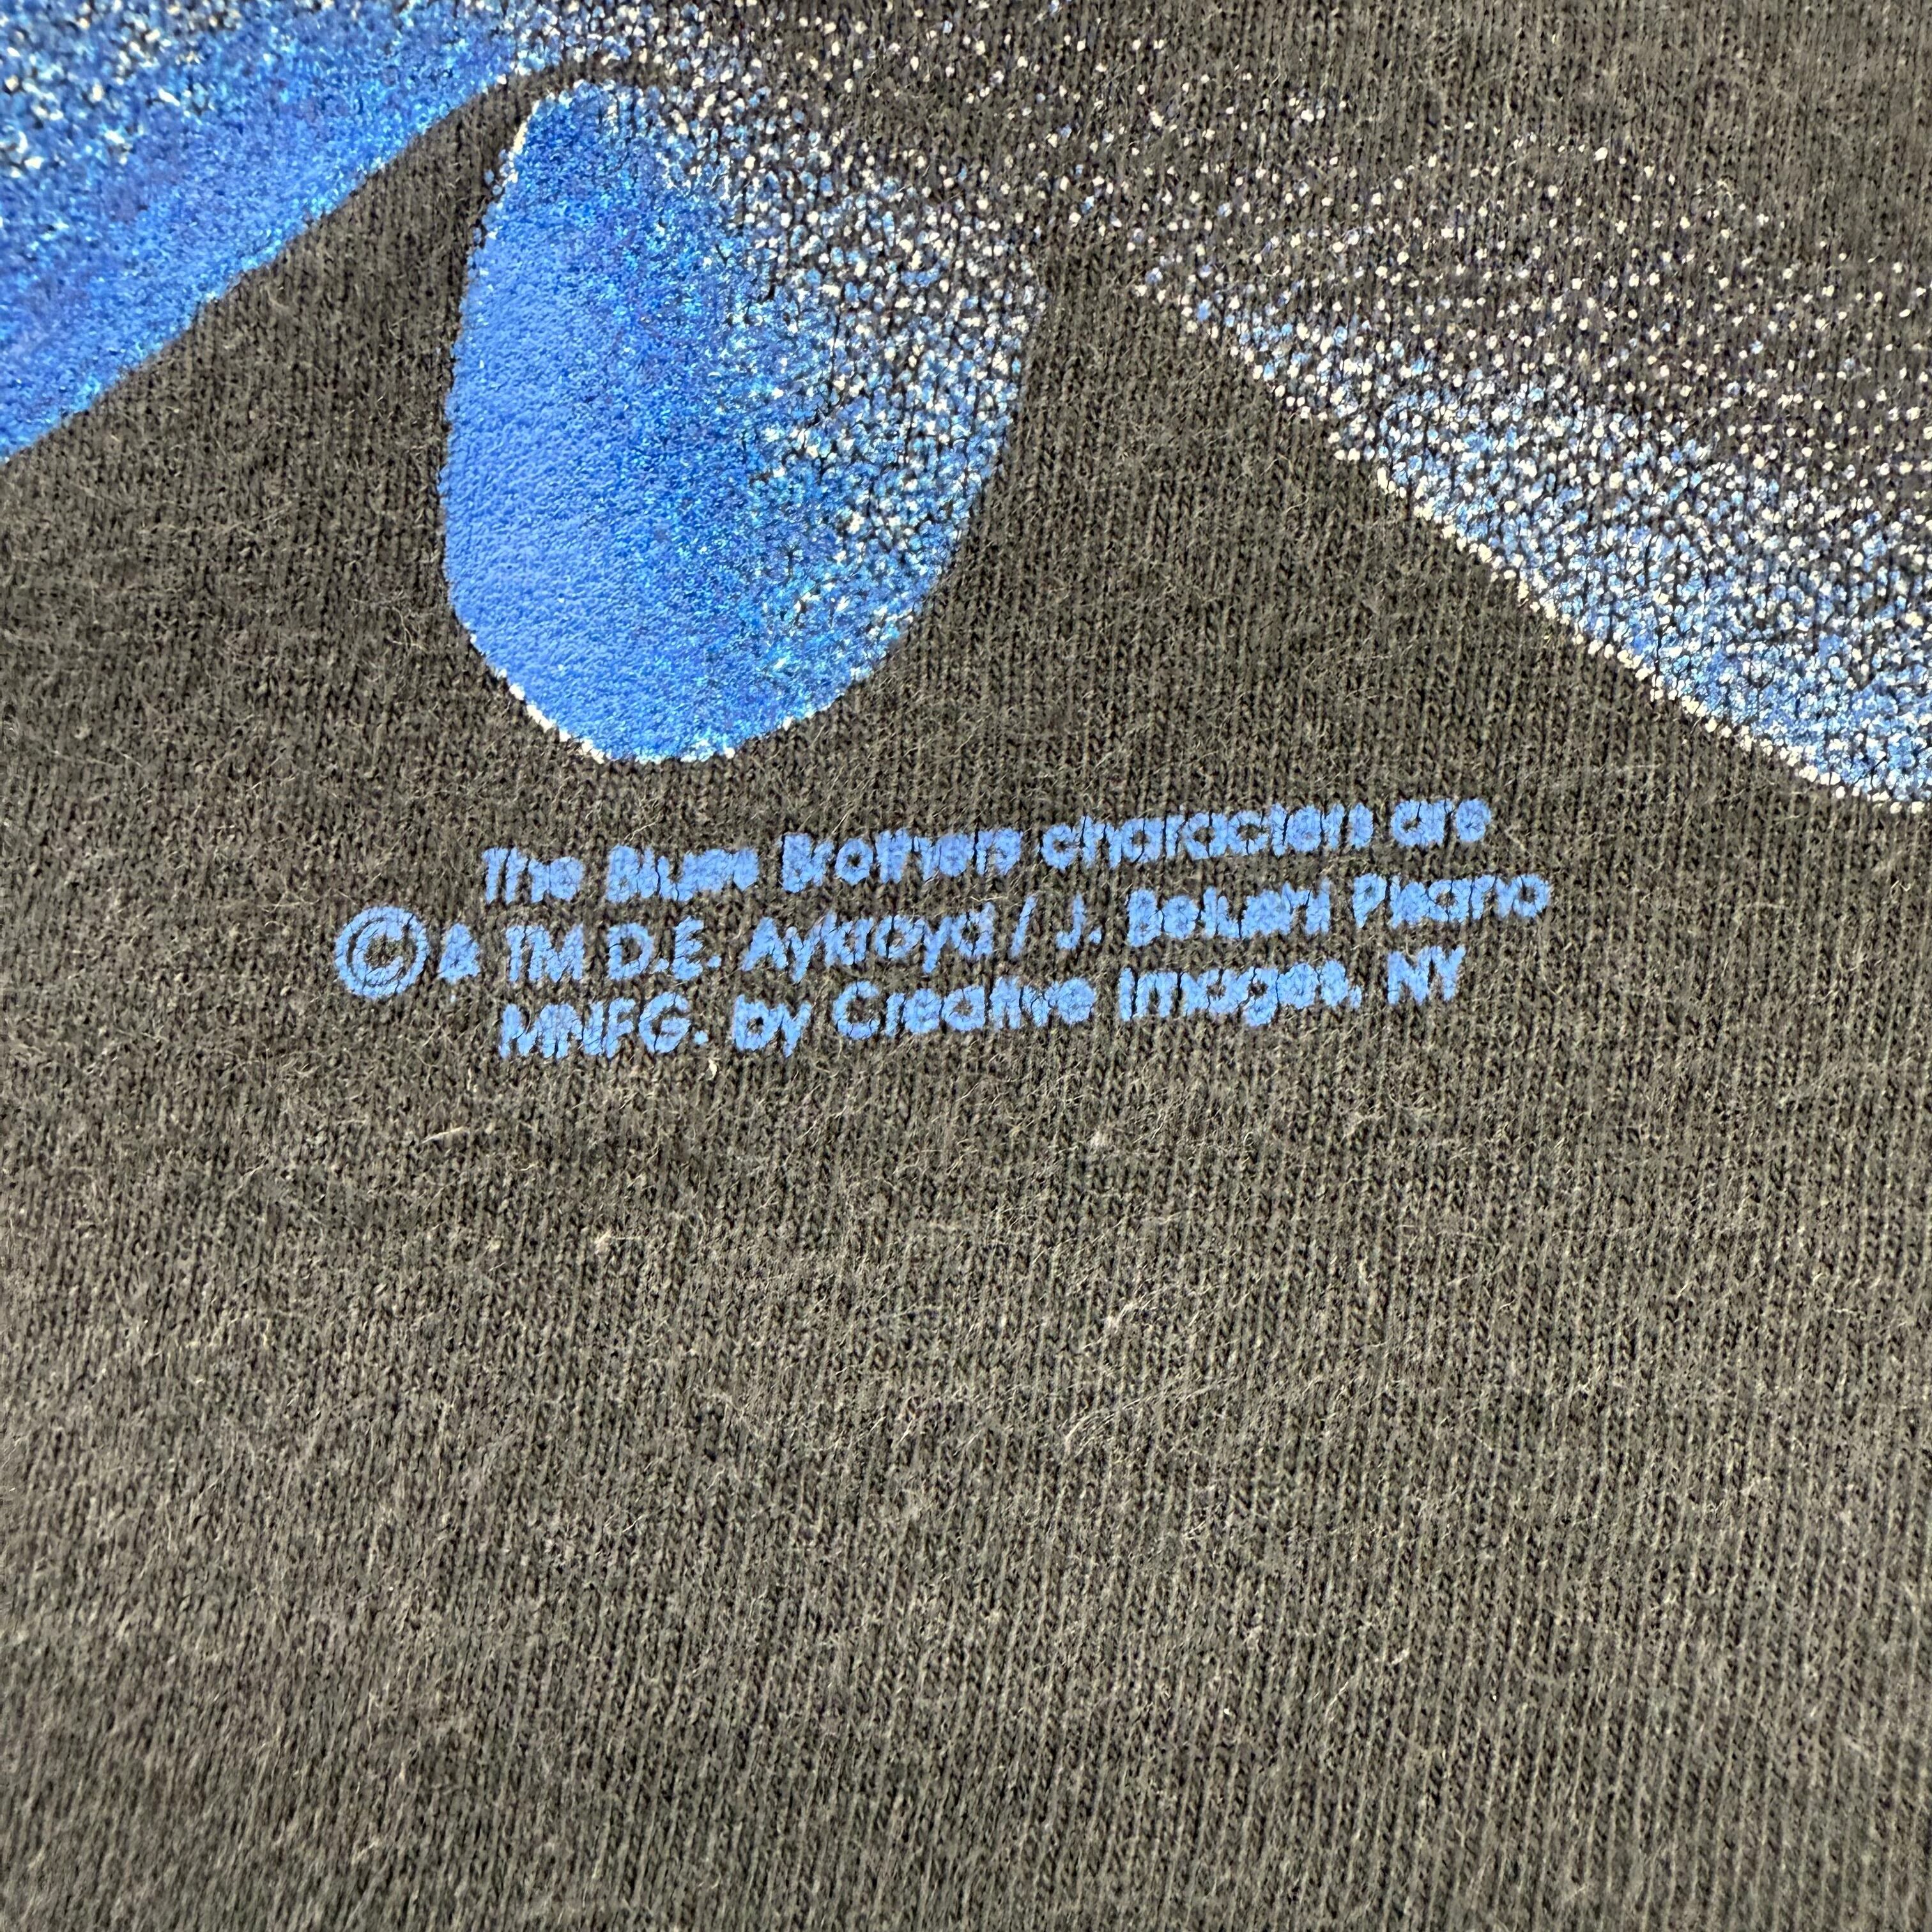 The Blues Brothers characters are
© & TM D.E. Aykroyd / J. Belushi Pisano
MNFG. by Creative Images, NY